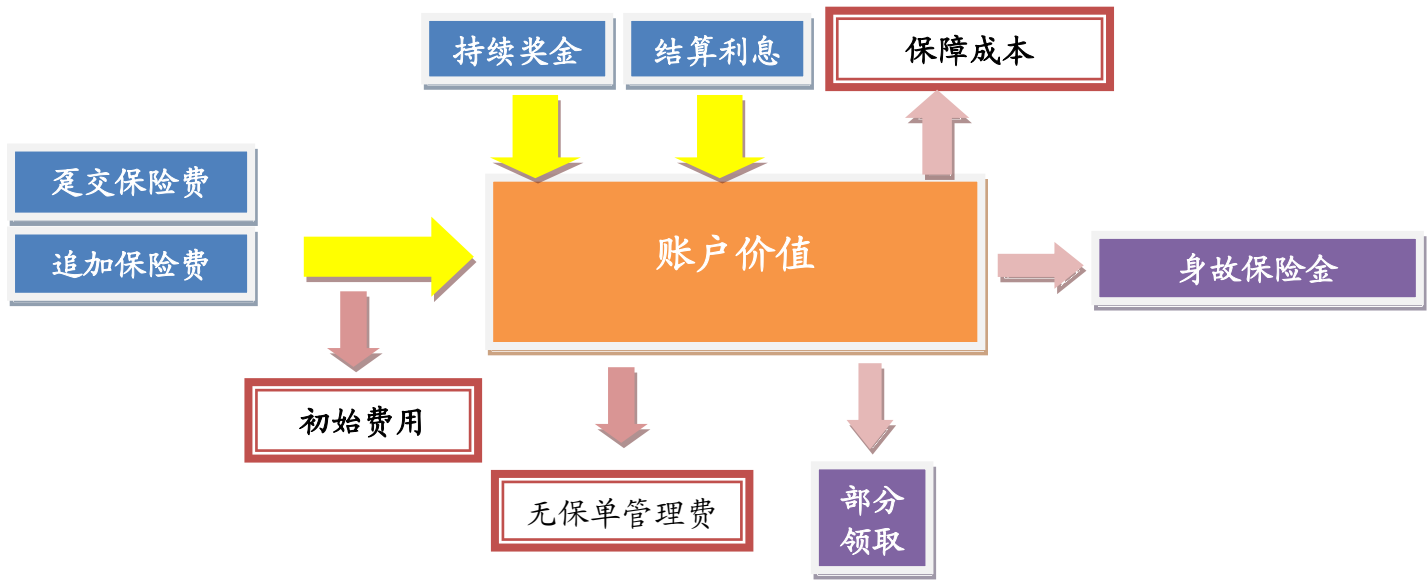 持续奖金
结算利息
保障成本
趸交保险费
追加保险费
账户价值
身故保险金
初始费用
无保单管理费
部分
领取